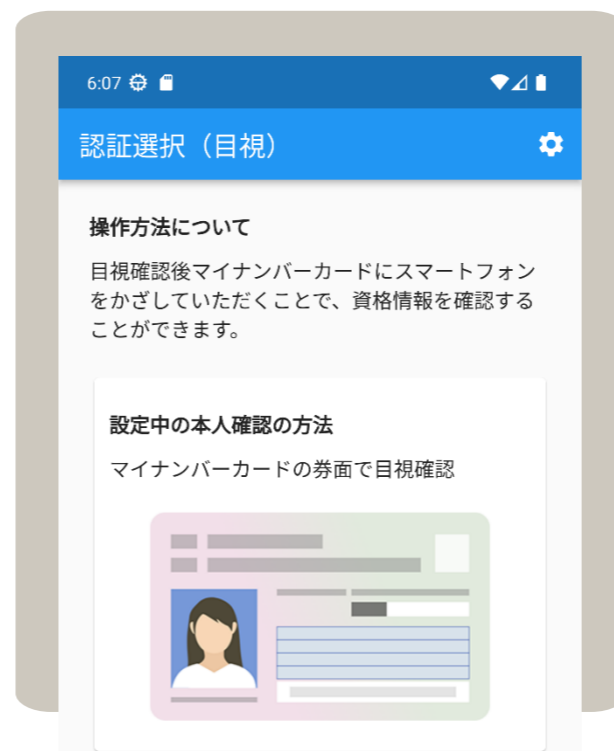 6:07
認証選択（目視）
操作方法について
目視確認後マイナンバーカードにスマートフォン
をかざしていただくことで、資格情報を確認する
ことができます。
設定中の本人確認の方法
マイナンバーカードの券面で目視確認